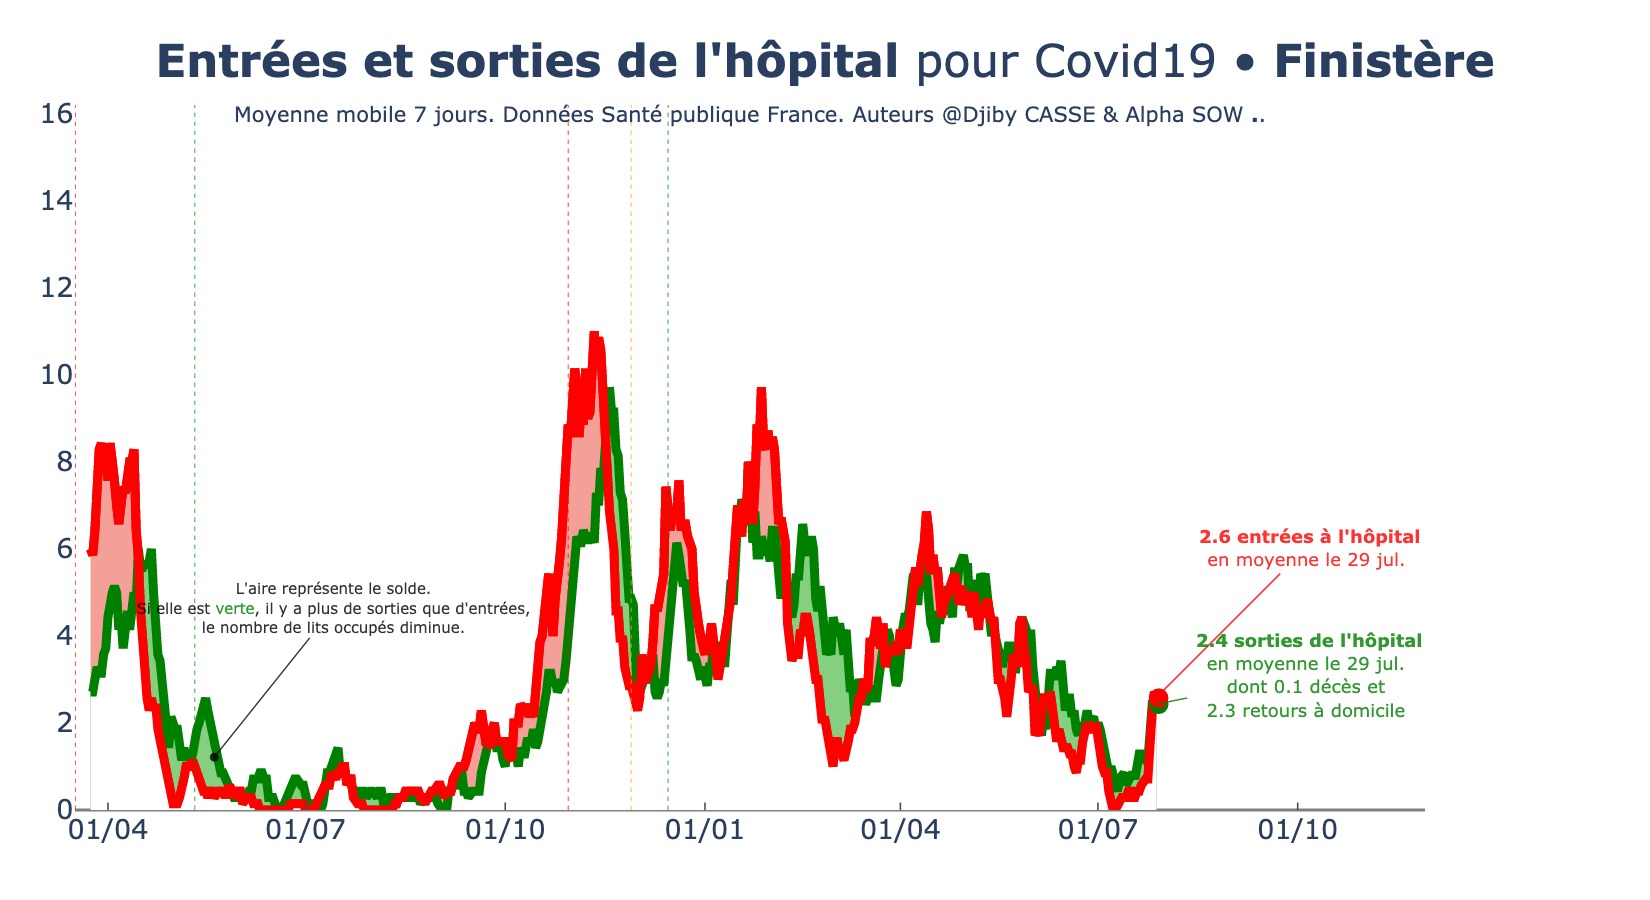 Entrées et sorties de l'hôpital pour Covid19 • Finistère
Moyenne mobile 7 jours. Données Santé publique France. Auteurs @Djiby CASSE & Alpha SOW ..
16
14
12
10
8
6
4
2
0
L'aire représente le solde.
Si elle est verte, il y a plus de sorties que d'entrées,
le nombre de lits occupés diminue.
2.6 entrées à l'hôpital
en moyenne le 29 jul.
2.4 sorties de l'hôpital
en moyenne le 29 jul.
dont 0.1 décès et
2.3 retours à domicile
01/04
01/07
01/10
01/01
01/04
01/07
01/10